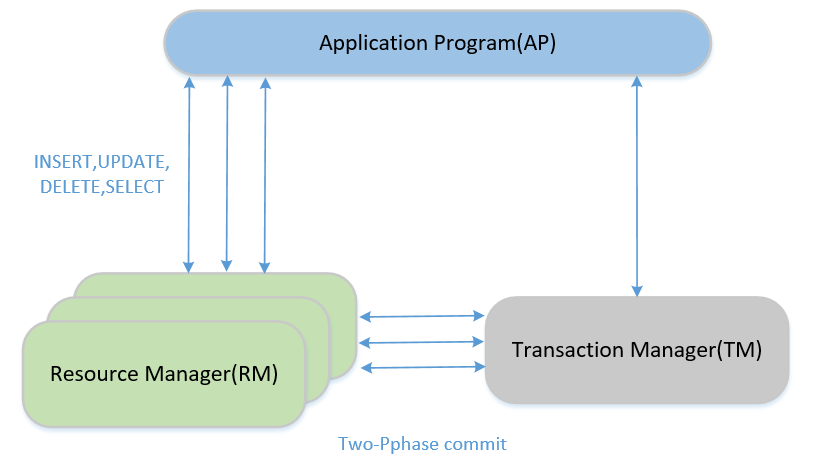 Application Program(AP)
INSERT,UPDATE,
DELETE,SELECT
Resource Manager(RM)
Transaction Manager(TM)
Two-Pphase commit